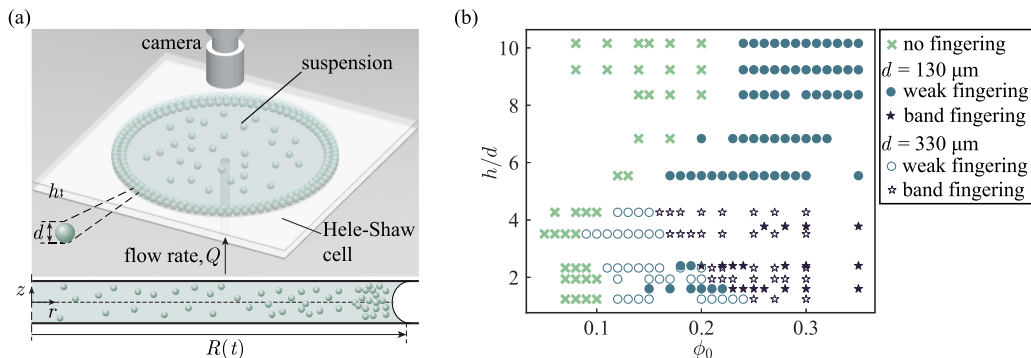 (a)
camera
suspension
h
d
Hele-Shaw
cell
flow rate, Q
z
r
R(t)
(b)
h/d
10
8
6
4
2
0.1
0.2
0.3
ϕ₀
no fingering
d = 130 μm
weak fingering
band fingering
d = 330 μm
weak fingering
band fingering